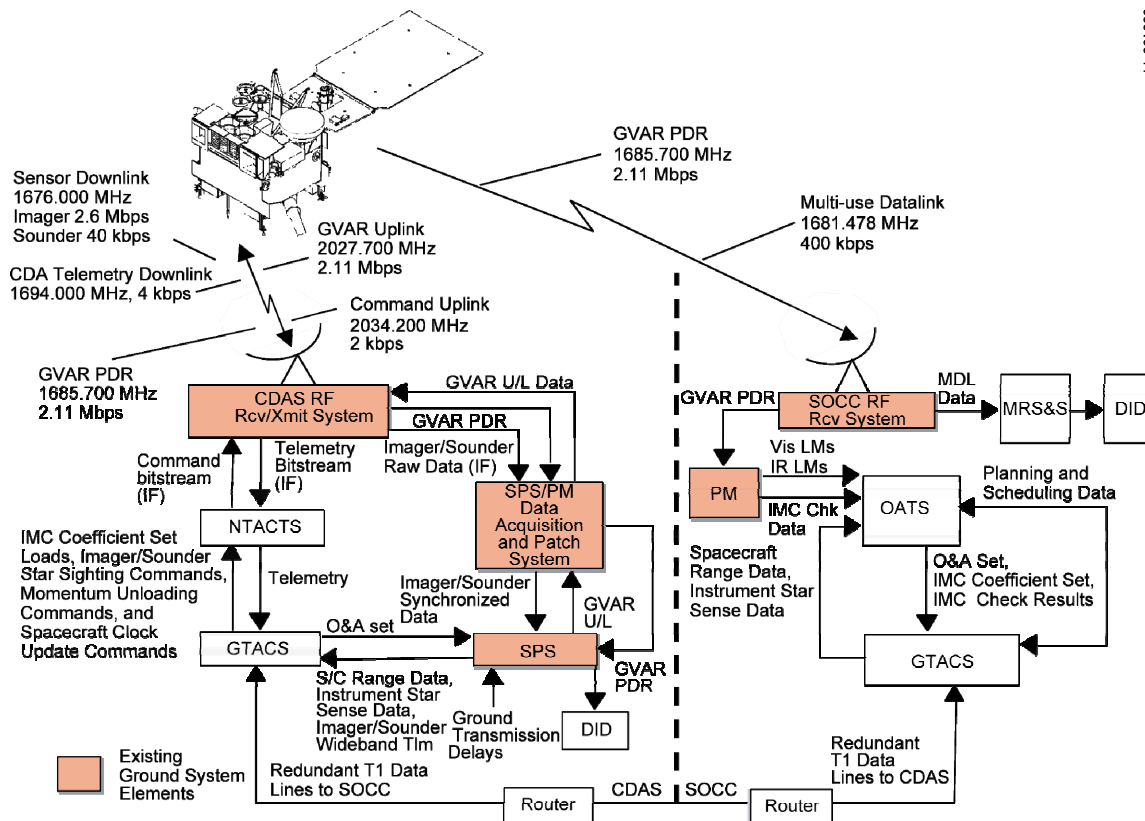 GVAR PDR
1685.700 MHz
2.11 Mbps
Sensor Downlink
1676.000 MHz
Imager 2.6 Mbps
Sounder 40 kbps
Multi-use Datalink
1681.478 MHz
400 kbps
GVAR Uplink
2027.700 MHz
2.11 Mbps
CDA Telemetry Downlink
1694.000 MHz, 4 kbps
Command Uplink
2034.200 MHz
2 kbps
GVAR PDR
1685.700 MHz
2.11 Mbps
CDAS RF
Rcv/Xmit System
GVAR U/L Data
GVAR PDR
Imager/Sounder
Raw Data (IF)
Command
bitstream
(IF)
Telemetry
Bitstream
(IF)
SPS/PM
Data
Acquisition
and Patch
System
NTACTS
IMC Coefficient Set
Loads, Imager/Sounder
Star Sighting Commands,
Momentum Unloading
Commands, and
Spacecraft Clock
Update Commands
Telemetry
Imager/Sounder
Synchronized
Data
GVAR
U/L
O&A set
GTACS
SPS
GVAR
PDR
S/C Range Data,
Instrument Star
Sense Data,
Imager/Sounder
Wideband Tlm
Ground
Transmission
Delays
DID
Existing
Ground System
Elements
Redundant T1 Data
Lines to SOCC
Router
CDAS
SOCC
Router
GVAR PDR
SOCC RF
Rcv System
MDL
Data
MRS&S
DID
PM
Vis LMs
IR LMs
IMC Chk
Data
OATS
Planning and
Scheduling Data
Spacecraft
Range Data,
Instrument Star
Sense Data
O&A Set,
IMC Coefficient Set,
IMC Check Results
GTACS
Redundant
T1 Data
Lines to CDAS